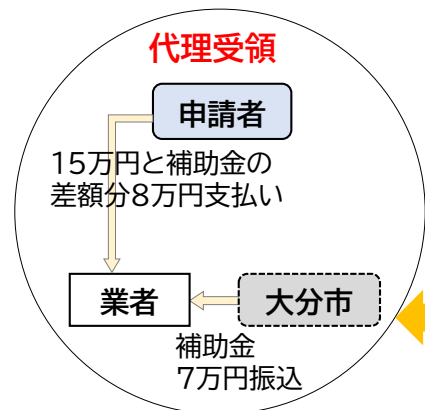 代理受領
申請者
15万円と補助金の
差額分8万円支払い
業者
大分市
補助金
7万円振込